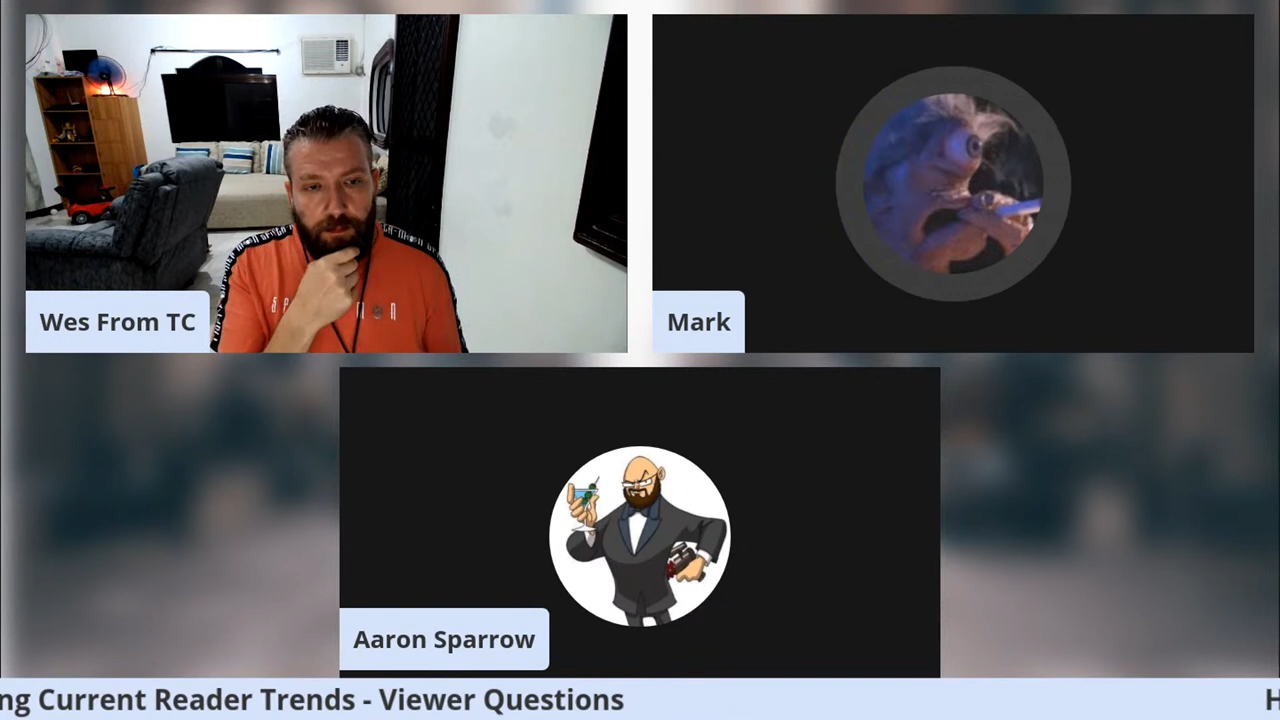 Wes From TC
Mark
Aaron Sparrow
ng Current Reader Trends - Viewer Questions
H